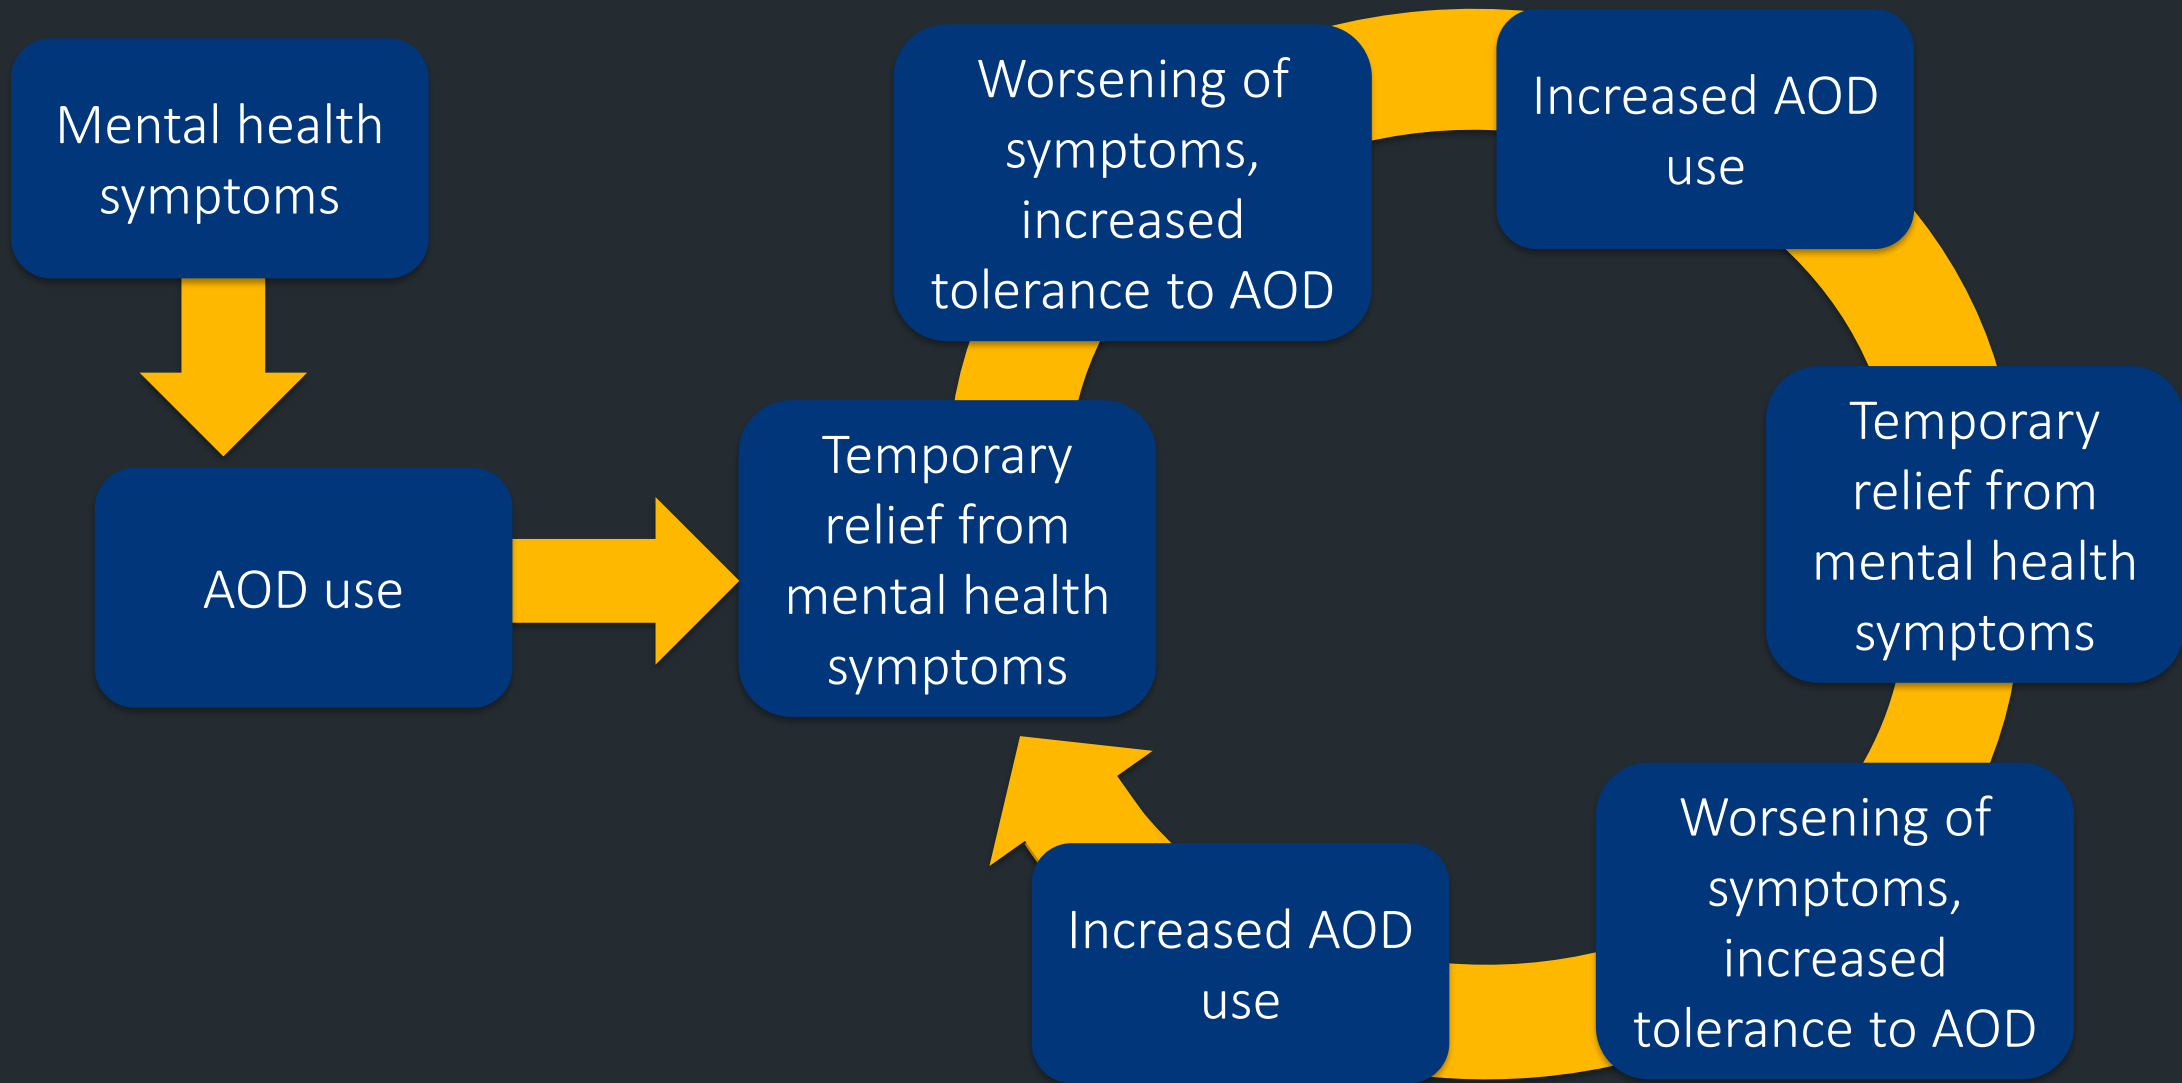 Mental health
symptoms
AOD use
Temporary
relief from
mental health
symptoms
Worsening of
symptoms,
increased
tolerance to AOD
Increased AOD
use
Temporary
relief from
mental health
symptoms
Worsening of
symptoms,
increased
tolerance to AOD
Increased AOD
use